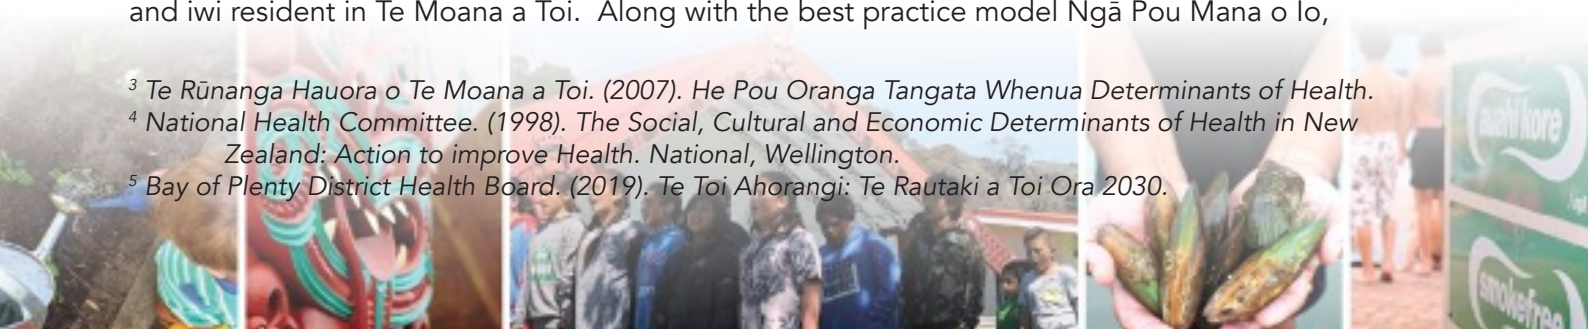 and iwi resident in Te Moana a Toi. Along with the best practice model Ngā Pou Mana o Io,
3 Te Rūnanga Hauora o Te Moana a Toi. (2007). He Pou Oranga Tangata Whenua Determinants of Health.
4 National Health Committee. (1998). The Social, Cultural and Economic Determinants of Health in New
Zealand: Action to improve Health. National, Wellington.
5 Bay of Plenty District Health Board. (2019). Te Toi Ahorangi: Te Rautaki a Toi Ora 2030.
auahi kore
smokefree